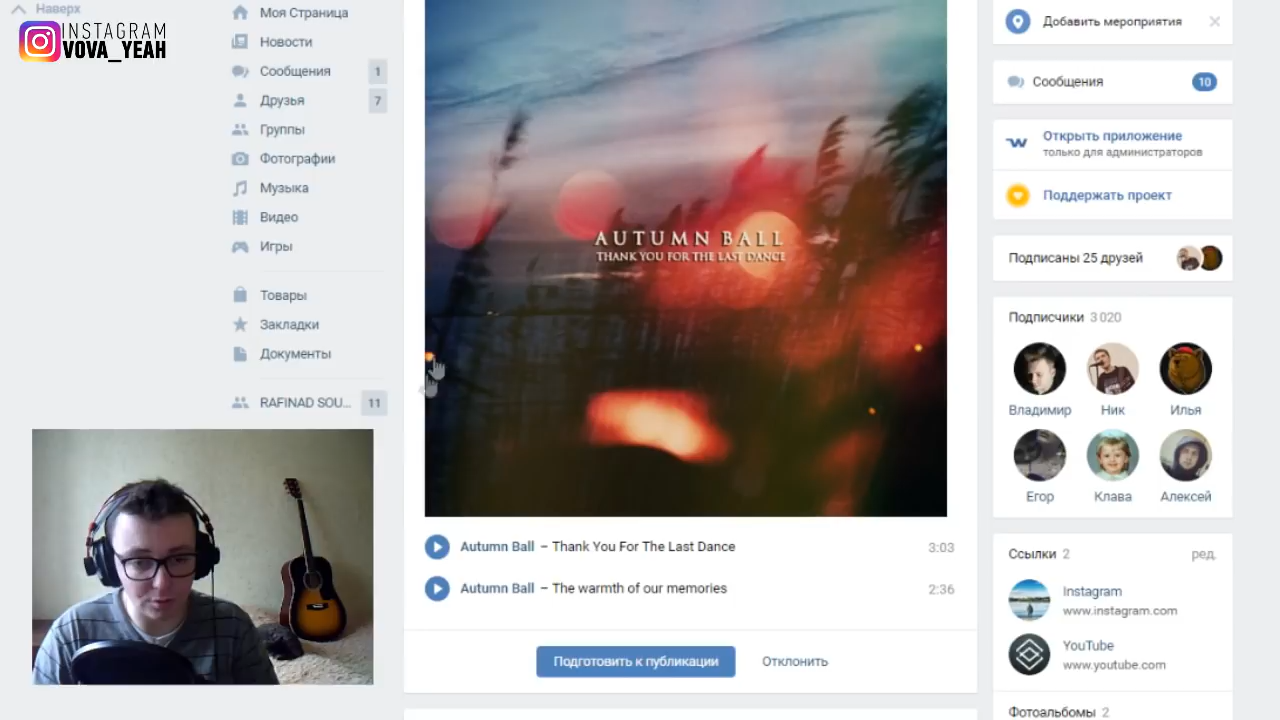 Наверх
INSTAGRAM
VOVA_YEAH
Моя Страница
Новости
Сообщения 1
Друзья 7
Группы
Фотографии
Музыка
Видео
Игры
Товары
Закладки
Документы
RAFINAD SOU... 11
AUTUMN BALL
THANK YOU FOR THE LAST DANCE
Autumn Ball – Thank You For The Last Dance 3:03
Autumn Ball – The warmth of our memories 2:36
Подготовить к публикации Отклонить
Добавить мероприятия
Сообщения 10
Открыть приложение
только для администраторов
Поддержать проект
Подписаны 25 друзей
Подписчики 3 020
Владимир Ник Илья
Егор Клава Алексей
Ссылки 2 ред.
Instagram
www.instagram.com
YouTube
www.youtube.com
Фотоальбомы 2